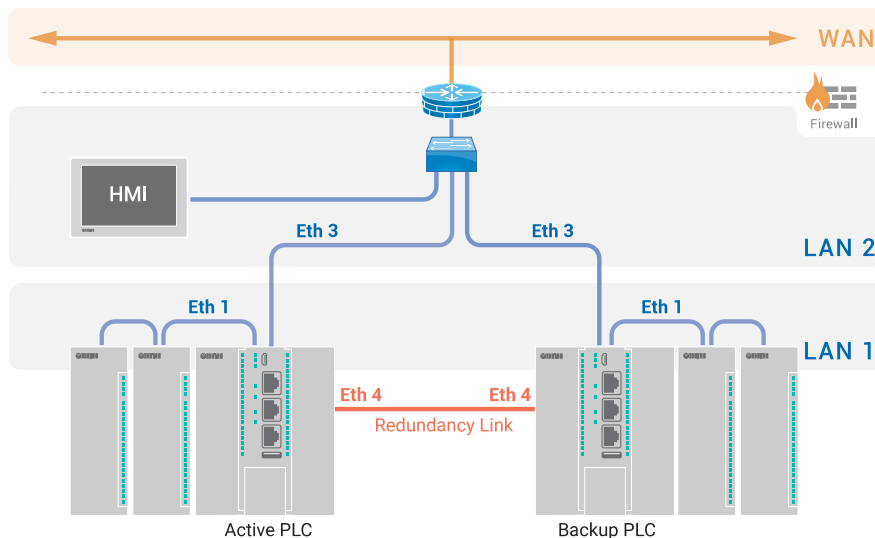 WAN
Firewall
HMI
Eth 3
Eth 3
LAN 2
Eth 1
Eth 1
LAN 1
Eth 4
Eth 4
Redundancy Link
Active PLC
Backup PLC